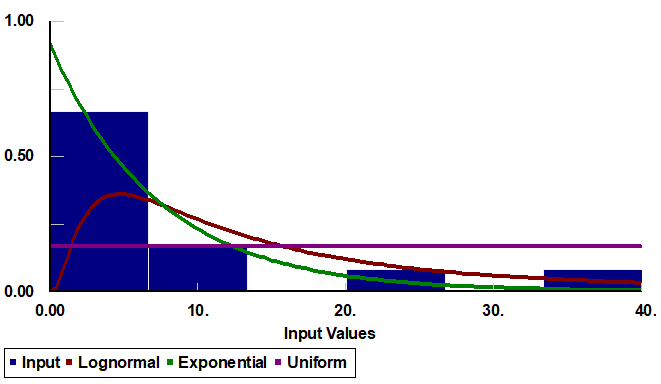 1.00
0.50
0.00
0.00 10. 20. 30. 40.
Input Values
Input Lognormal Exponential Uniform